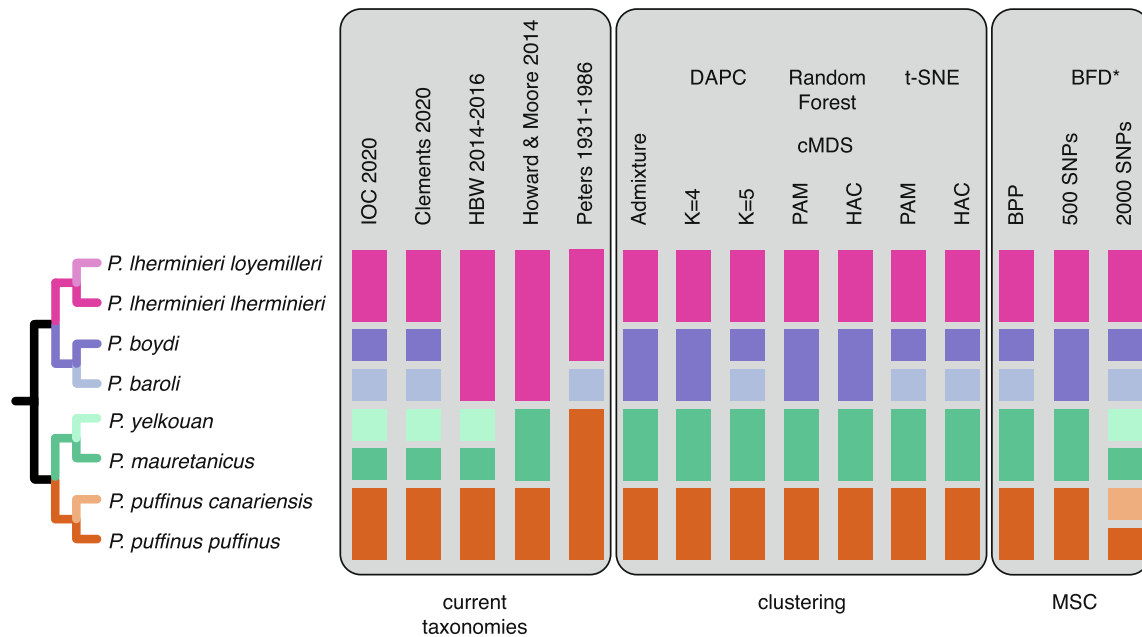 DAPC
Random
Forest
t-SNE
BFD*
cMDS
IOC 2020
Clements 2020
HBW 2014-2016
Howard & Moore 2014
Peters 1931-1986
Admixture
K=4
K=5
PAM
HAC
PAM
HAC
BPP
500 SNPs
2000 SNPs
P. lherminieri loyemilleri
P. lherminieri lherminieri
P. boydi
P. baroli
P. yelkouan
P. mauretanicus
P. puffinus canariensis
P. puffinus puffinus
current
taxonomies
clustering
MSC